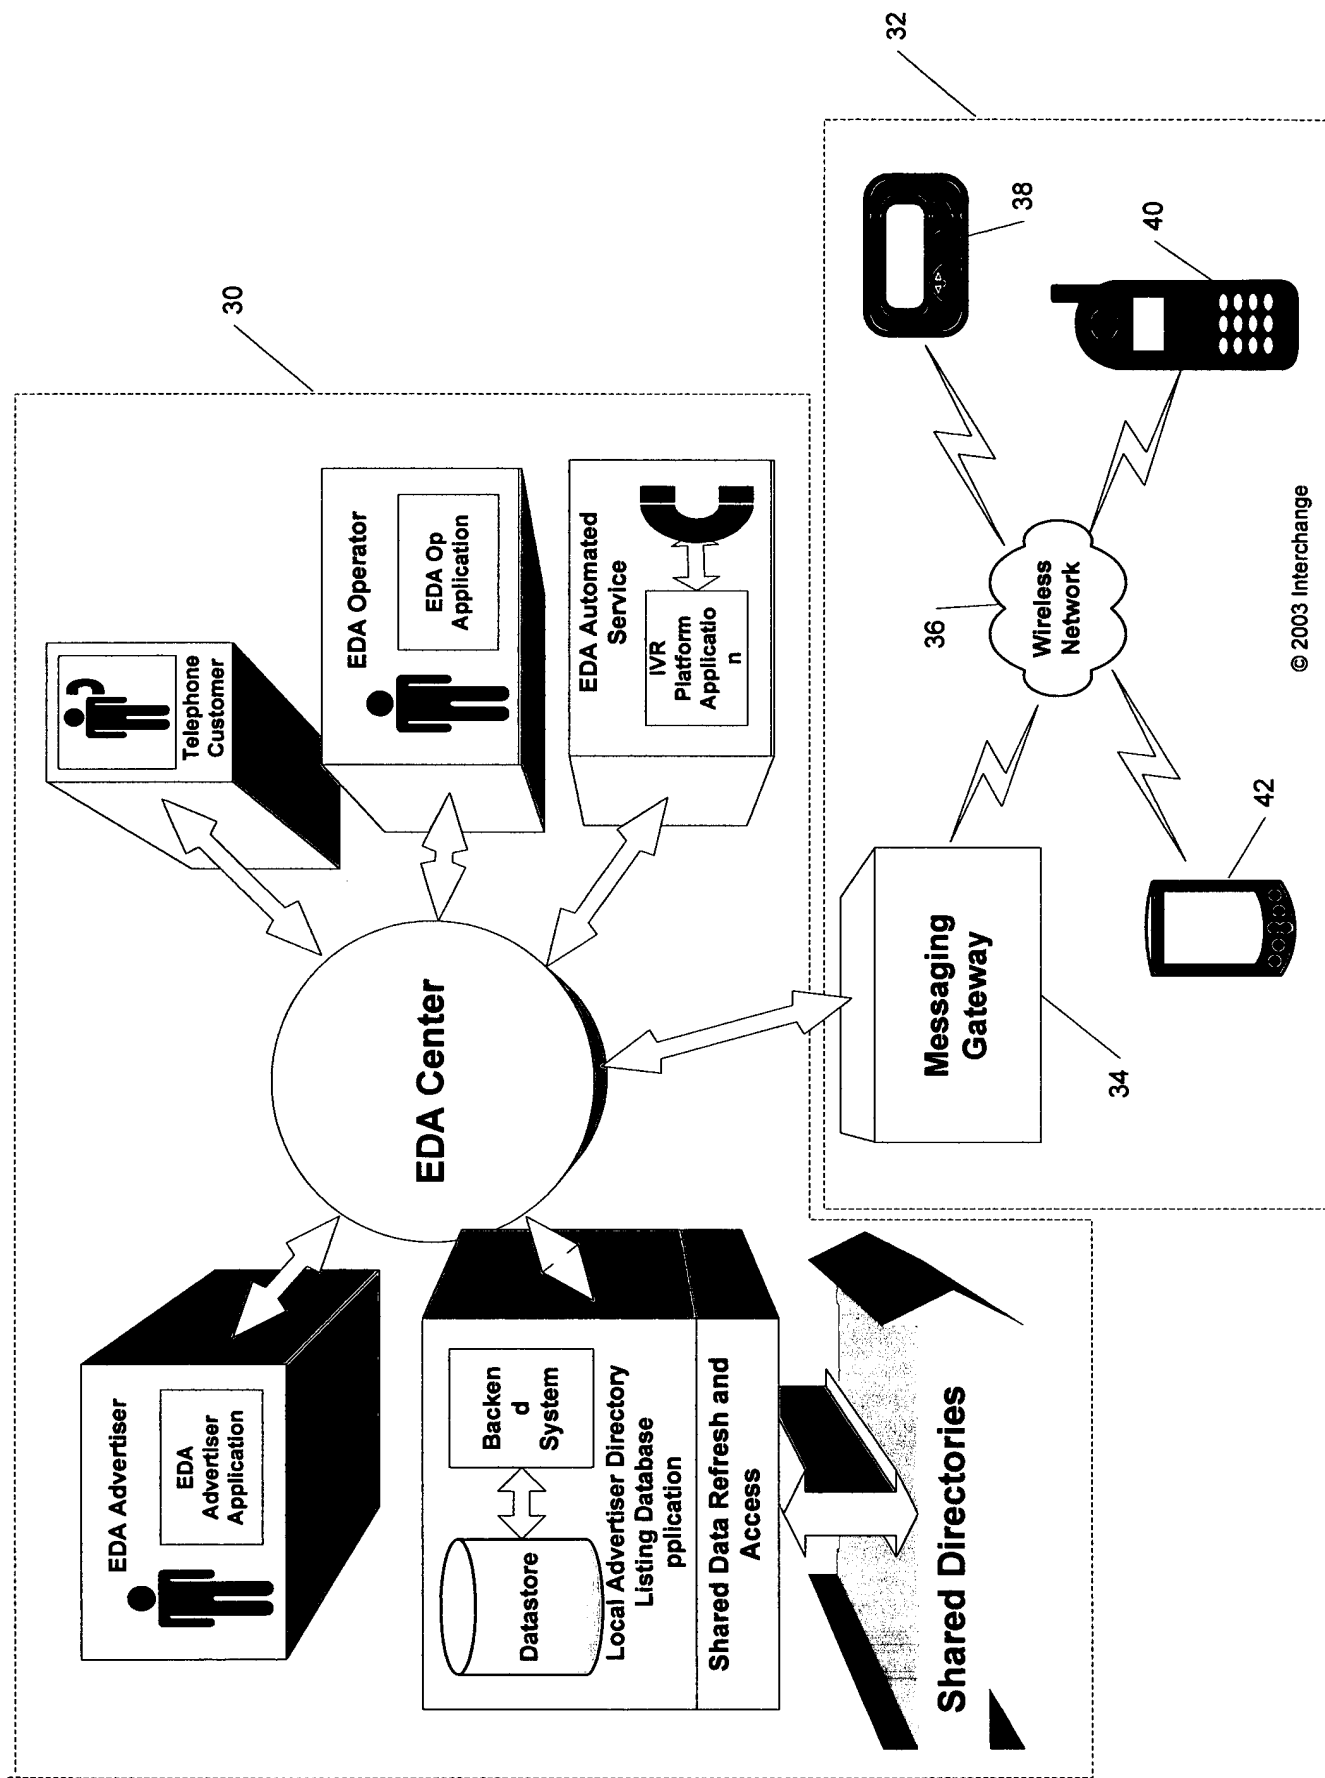 EDA Advertiser
EDA
Advertiser
Application
Telephone
Customer
30
EDA Operator
EDA Op
Application
EDA Center
Datastore
Backen
d
System
Local Advertiser Directory
Listing Database
pplication
Shared Data Refresh and
Access
EDA Automated
Service
IVR
Platform
Applicatio
n
Shared Directories
32
Messaging
Gateway
34
36
Wireless
Network
38
40
42
© 2003 Interchange